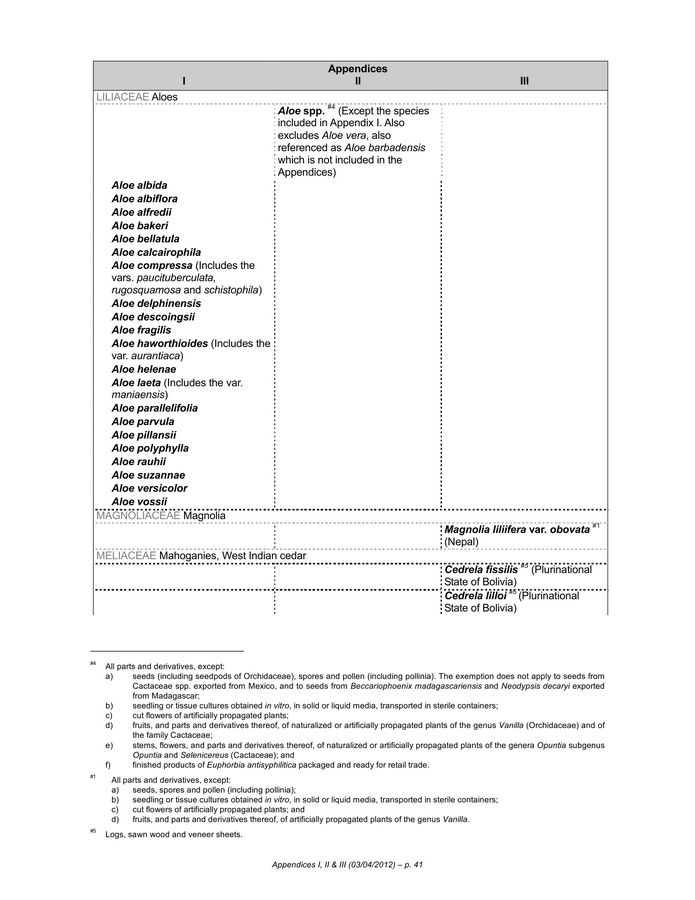 Appendices
I II III
LILIACEAE Aloes
Aloe spp. #4 (Except the species
included in Appendix I. Also
excludes Aloe vera, also
referenced as Aloe barbadensis
which is not included in the
Appendices)
Aloe albida
Aloe albiflora
Aloe alfredii
Aloe bakeri
Aloe bellatula
Aloe calcairophila
Aloe compressa (Includes the
vars. paucituberculata,
rugosquamosa and schistophila)
Aloe delphinensis
Aloe descoingsii
Aloe fragilis
Aloe haworthioides (Includes the
var. aurantiaca)
Aloe helenae
Aloe laeta (Includes the var.
maniaensis)
Aloe parallelifolia
Aloe parvula
Aloe pillansii
Aloe polyphylla
Aloe rauhii
Aloe suzannae
Aloe versicolor
Aloe vossii
MAGNOLIACEAE Magnolia
Magnolia liliifera var. obovata #1
(Nepal)
MELIACEAE Mahoganies, West Indian cedar
Cedrela fissilis #5 (Plurinational
State of Bolivia)
Cedrela lilloi #5 (Plurinational
State of Bolivia)
#4 All parts and derivatives, except:
a) seeds (including seedpods of Orchidaceae), spores and pollen (including pollinia). The exemption does not apply to seeds from
Cactaceae spp. exported from Mexico, and to seeds from Beccariophoenix madagascariensis and Neodypsis decaryi exported
from Madagascar;
b) seedling or tissue cultures obtained in vitro, in solid or liquid media, transported in sterile containers;
c) cut flowers of artificially propagated plants;
d) fruits, and parts and derivatives thereof, of naturalized or artificially propagated plants of the genus Vanilla (Orchidaceae) and of
the family Cactaceae;
e) stems, flowers, and parts and derivatives thereof, of naturalized or artificially propagated plants of the genera Opuntia subgenus
Opuntia and Selenicereus (Cactaceae); and
f) finished products of Euphorbia antisyphilitica packaged and ready for retail trade.
#1 All parts and derivatives, except:
a) seeds, spores and pollen (including pollinia);
b) seedling or tissue cultures obtained in vitro, in solid or liquid media, transported in sterile containers;
c) cut flowers of artificially propagated plants; and
d) fruits, and parts and derivatives thereof, of artificially propagated plants of the genus Vanilla.
#5 Logs, sawn wood and veneer sheets.
Appendices I, II & III (03/04/2012) – p. 41